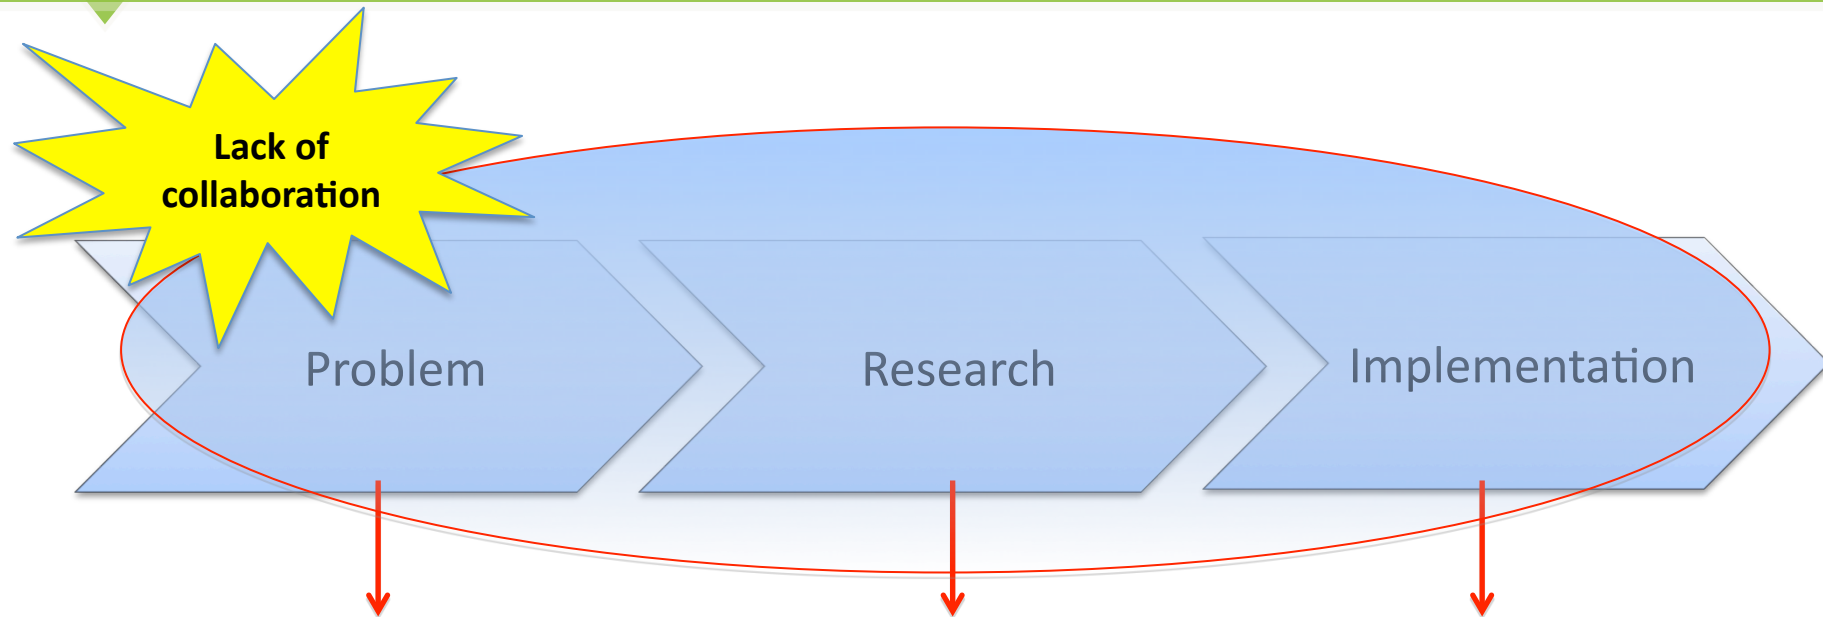 Lack of
collaboration
Problem
Research
Implementation